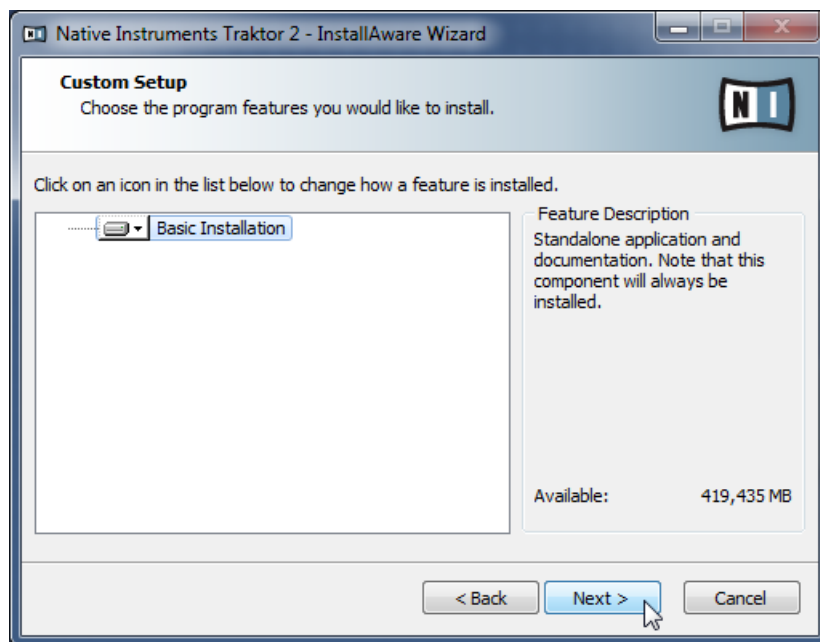 Native Instruments Traktor 2 - InstallAware Wizard
Custom Setup
Choose the program features you would like to install.
NI
Click on an icon in the list below to change how a feature is installed.
Basic Installation
Feature Description
Standalone application and
documentation. Note that this
component will always be
installed.
Available: 419,435 MB
< Back Next > Cancel